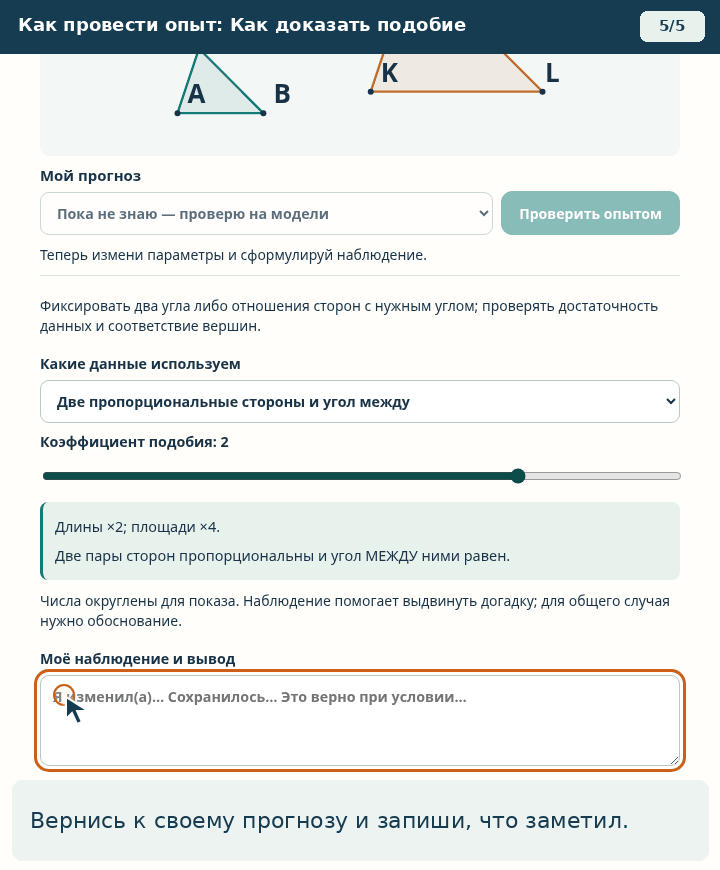 Как провести опыт: Как доказать подобие
5/5
A B K L
Мой прогноз
Пока не знаю — проверю на модели
Проверить опытом
Теперь измени параметры и сформулируй наблюдение.
Фиксировать два угла либо отношения сторон с нужным углом; проверять достаточность
данных и соответствие вершин.
Какие данные используем
Две пропорциональные стороны и угол между
Коэффициент подобия: 2
Длины ×2; площади ×4.
Две пары сторон пропорциональны и угол МЕЖДУ ними равен.
Числа округлены для показа. Наблюдение помогает выдвинуть догадку; для общего случая
нужно обоснование.
Моё наблюдение и вывод
Я изменил(а)… Сохранилось… Это верно при условии…
Вернись к своему прогнозу и запиши, что заметил.